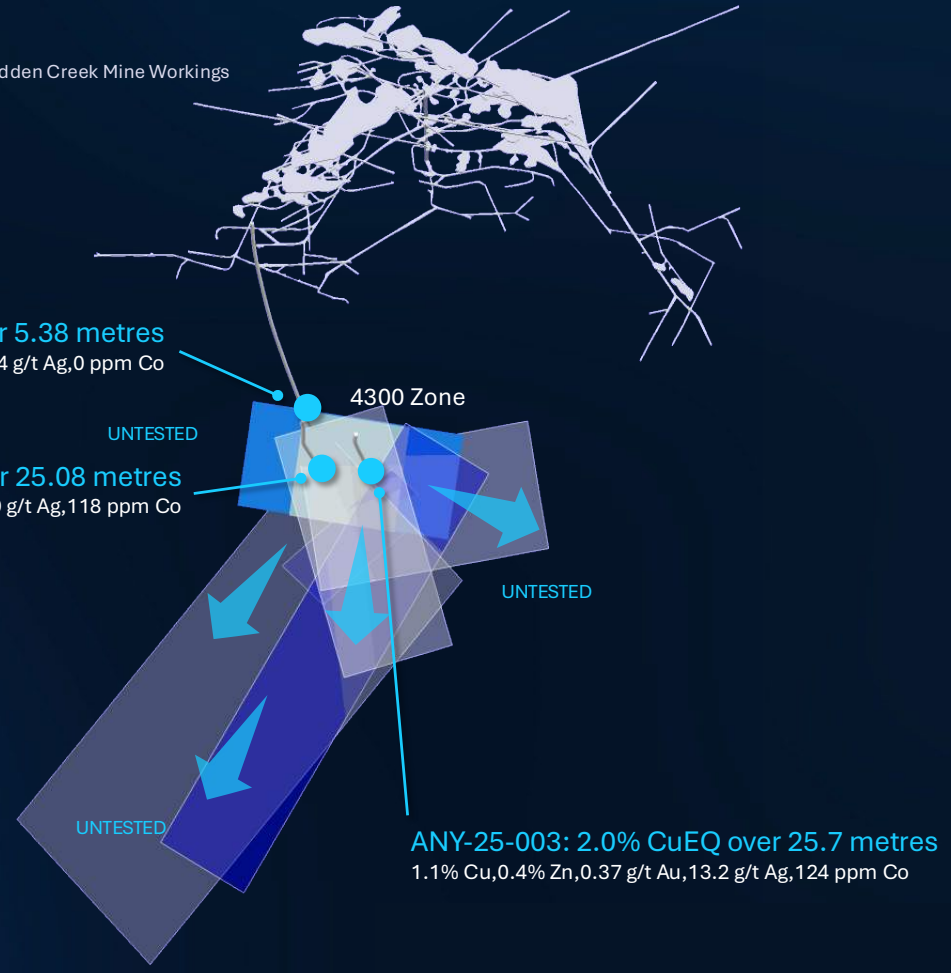 dden Creek Mine Workings
r 5.38 metres
4 g/t Ag,0 ppm Co
4300 Zone
UNTESTED
r 25.08 metres
g/t Ag,118 ppm Co
UNTESTED
UNTESTED
ANY-25-003: 2.0% CuEQ over 25.7 metres
1.1% Cu,0.4% Zn,0.37 g/t Au,13.2 g/t Ag,124 ppm Co